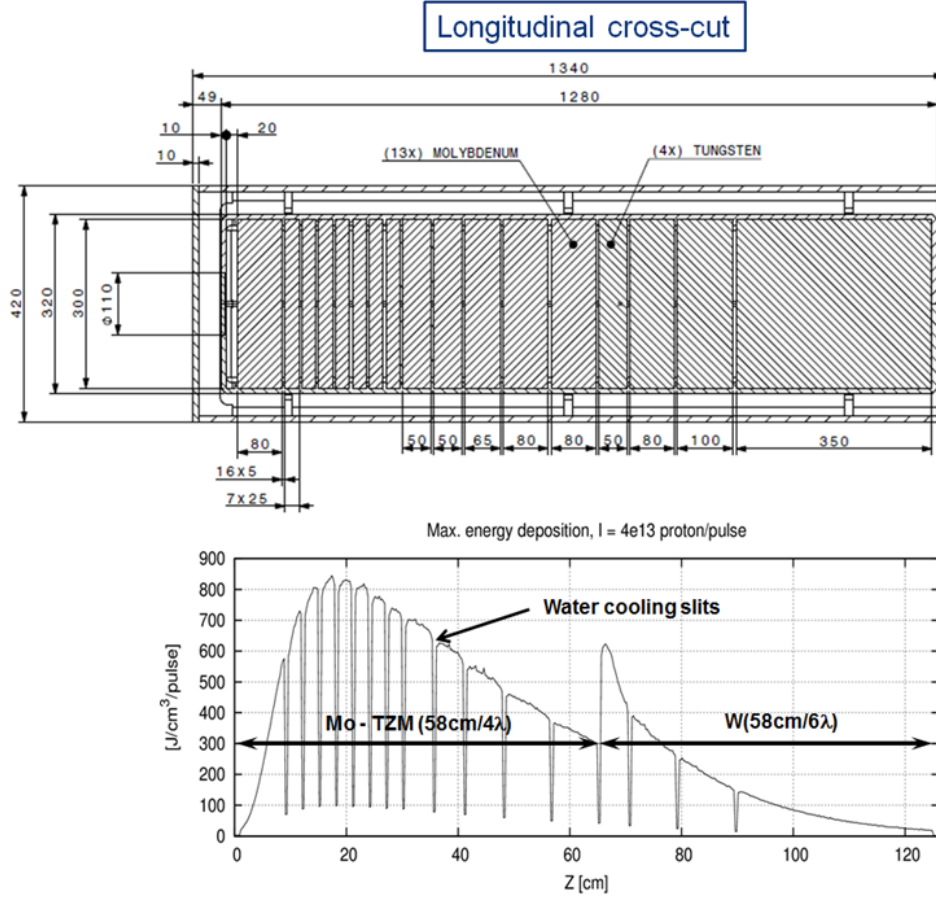 Longitudinal cross-cut
1340
49 1280
10 20
(13X) MOLYBDENUM (4X) TUNGSTEN
10
420
320
300
Φ110
80 50 50 65 80 80 50 80 100 350
16X5
7X25
Max. energy deposition, I = 4e13 proton/pulse
900
800
700
600
500
400
300
200
100
0
[J/cm³/pulse]
Water cooling slits
Mo - TZM (58cm/4λ) W(58cm/6λ)
0 20 40 60 80 100 120
Z [cm]